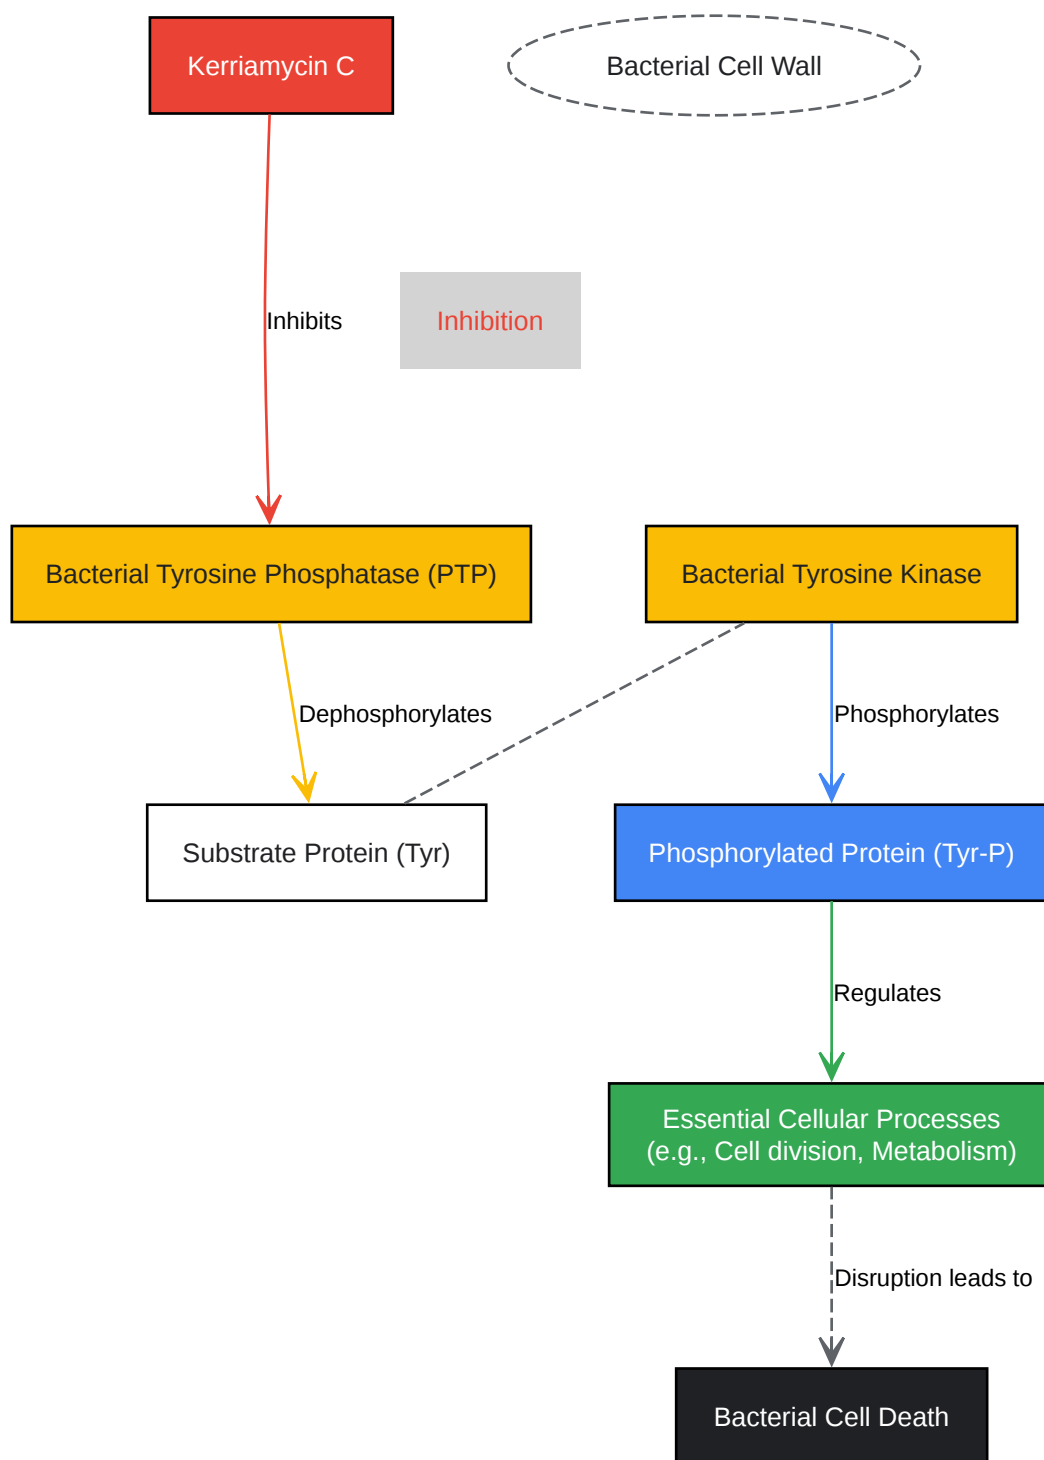 Kerriamycin C
Bacterial Cell Wall
Inhibits
Inhibition
Bacterial Tyrosine Phosphatase (PTP)
Bacterial Tyrosine Kinase
Dephosphorylates
Phosphorylates
Substrate Protein (Tyr)
Phosphorylated Protein (Tyr-P)
Regulates
Essential Cellular Processes
(e.g., Cell division, Metabolism)
Disruption leads to
Bacterial Cell Death